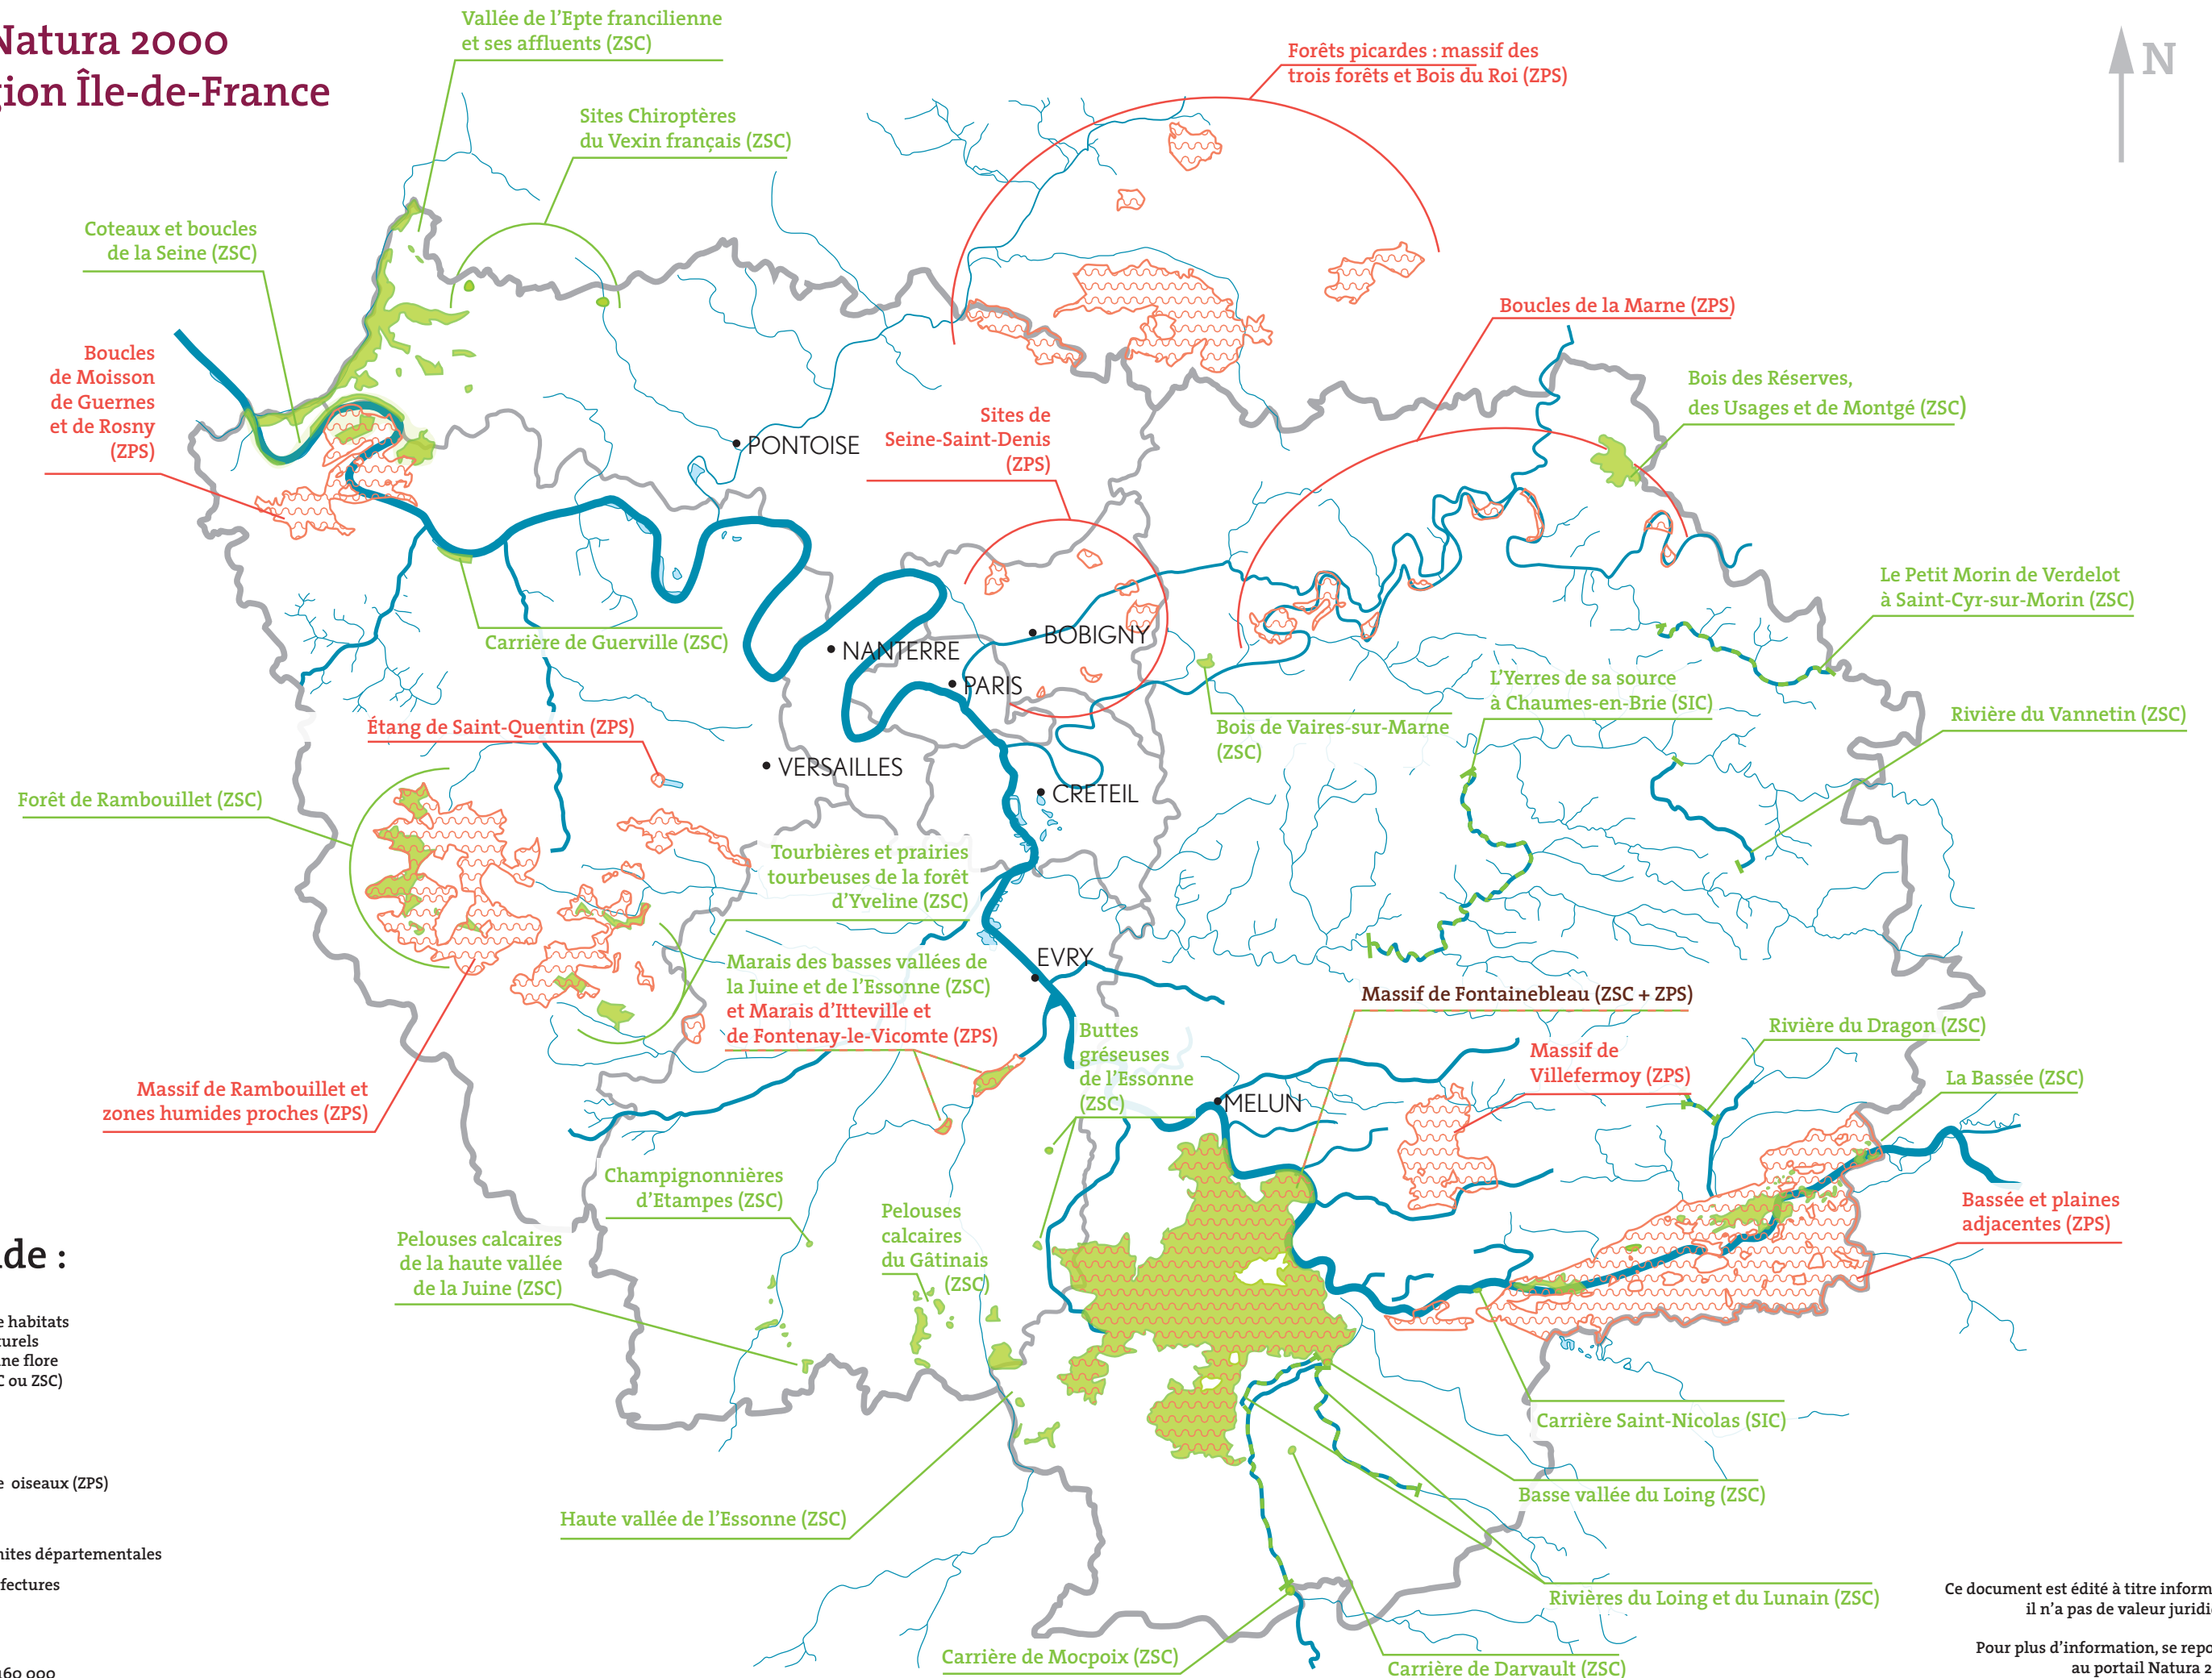 Natura 2000
gion Île-de-France
Vallée de l'Epte francilienne
et ses affluents (ZSC)
Forêts picardes : massif des
trois forêts et Bois du Roi (ZPS)
N
Sites Chiroptères
du Vexin français (ZSC)
Coteaux et boucles
de la Seine (ZSC)
Boucles de la Marne (ZPS)
Boucles
de Moisson
de Guernes
et de Rosny
(ZPS)
Bois des Réserves,
des Usages et de Montgé (ZSC)
Sites de
Seine-Saint-Denis
(ZPS)
PONTOISE
Le Petit Morin de Verdelot
à Saint-Cyr-sur-Morin (ZSC)
Carrière de Guerville (ZSC)
NANTERRE
BOBIGNY
PARIS
L'Yerres de sa source
à Chaumes-en-Brie (SIC)
Rivière du Vannetin (ZSC)
Étang de Saint-Quentin (ZPS)
Bois de Vaires-sur-Marne
(ZSC)
VERSAILLES
CRETEIL
Forêt de Rambouillet (ZSC)
Tourbières et prairies
tourbeuses de la forêt
d'Yveline (ZSC)
EVRY
Marais des basses vallées de
la Juine et de l'Essonne (ZSC)
et Marais d'Itteville et
de Fontenay-le-Vicomte (ZPS)
Massif de Fontainebleau (ZSC + ZPS)
Buttes
gréseuses
de l'Essonne
(ZSC)
Rivière du Dragon (ZSC)
Massif de
Villefermoy (ZPS)
La Bassée (ZSC)
Massif de Rambouillet et
zones humides proches (ZPS)
MELUN
Champignonnières
d'Etampes (ZSC)
Bassée et plaines
adjacentes (ZPS)
Pelouses
calcaires
du Gâtinais
(ZSC)
Pelouses calcaires
de la haute vallée
de la Juine (ZSC)
de :
e habitats
turels
une flore
C ou ZSC)
Carrière Saint-Nicolas (SIC)
e oiseaux (ZPS)
Basse vallée du Loing (ZSC)
Haute vallée de l'Essonne (ZSC)
mites départementales
fectures
Rivières du Loing et du Lunain (ZSC)
Ce document est édité à titre inform
il n'a pas de valeur juridi
Carrière de Mocpoix (ZSC)
Carrière de Darvault (ZSC)
Pour plus d'information, se repo
au portail Natura 2
160 000